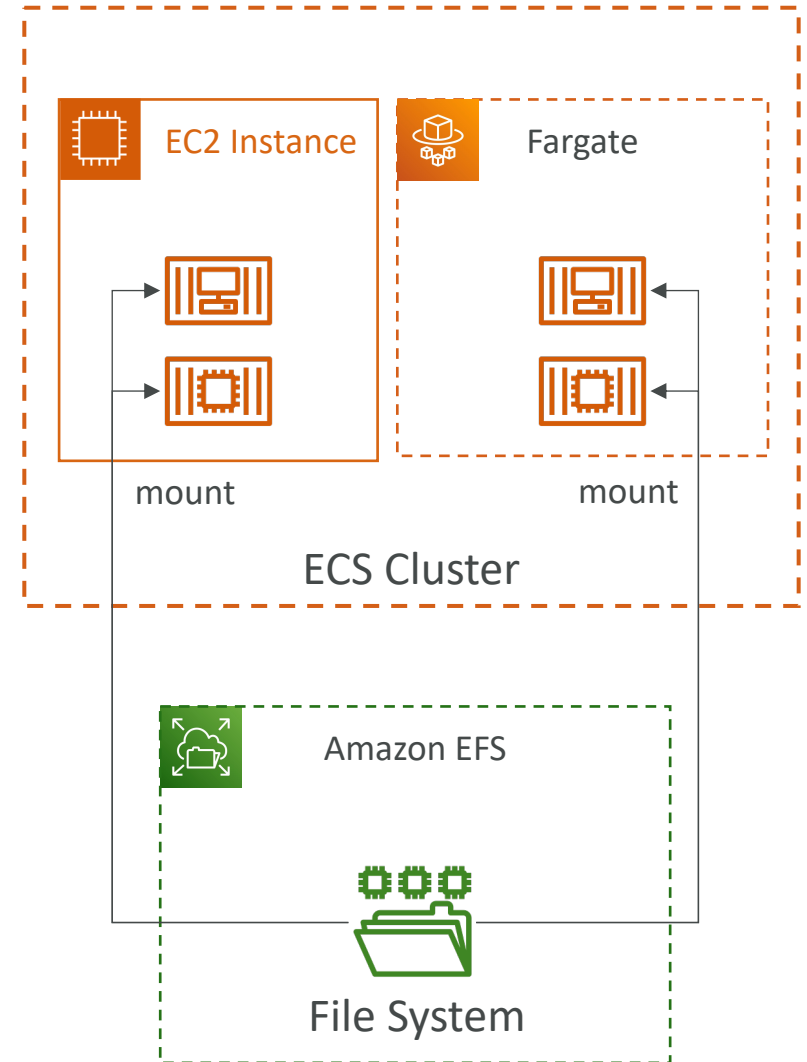 EC2 Instance
Fargate
mount
mount
ECS Cluster
Amazon EFS
File System